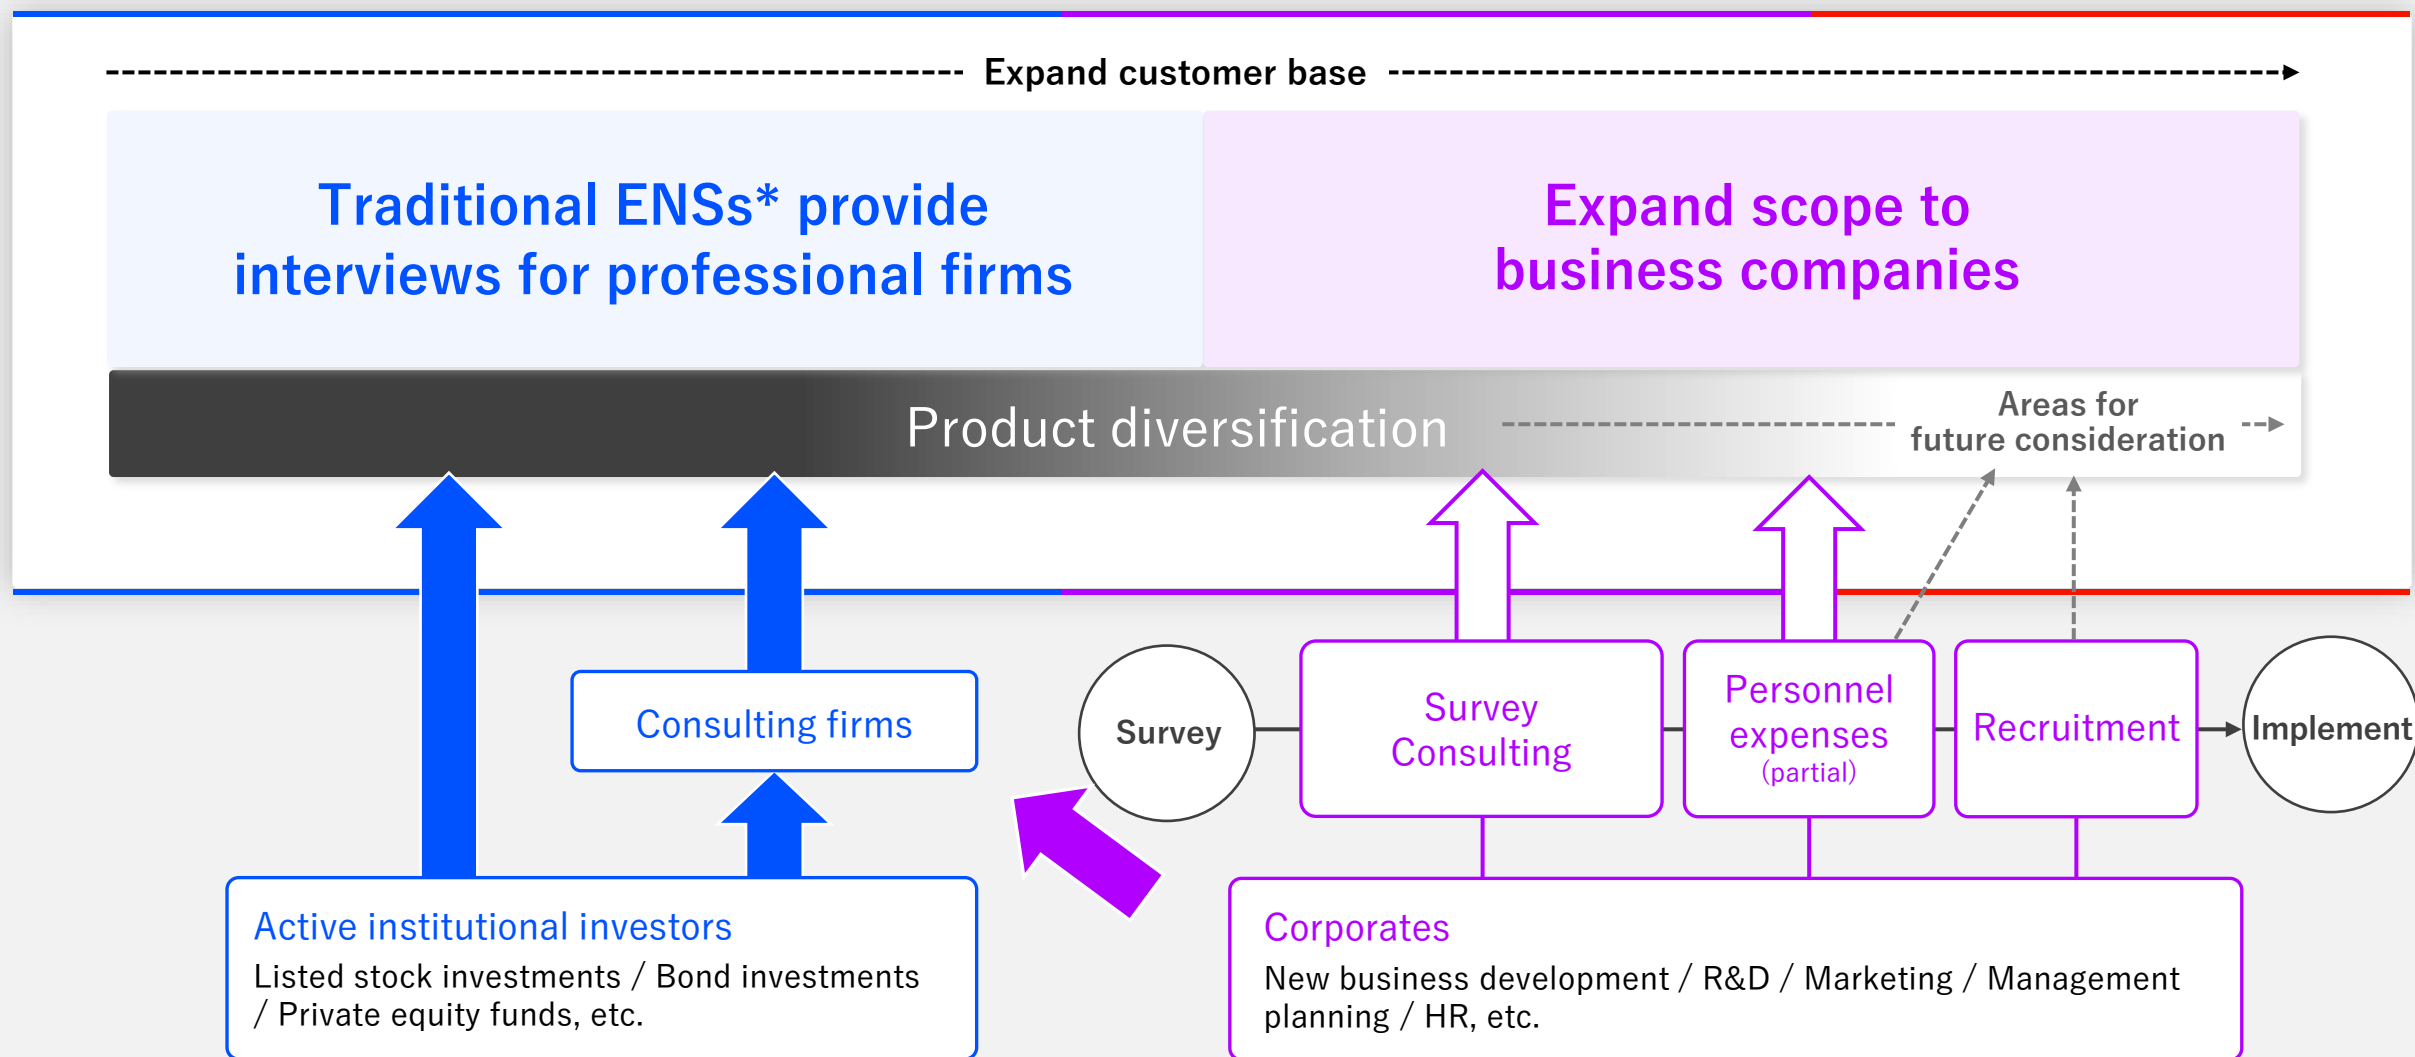 Expand customer base
Traditional ENSs* provide
interviews for professional firms
Expand scope to
business companies
Product diversification
Areas for
future consideration
Consulting firms
Survey
Survey
Consulting
Personnel
expenses
(partial)
Recruitment
Implement
Active institutional investors
Listed stock investments / Bond investments
/ Private equity funds, etc.
Corporates
New business development / R&D / Marketing / Management
planning / HR, etc.